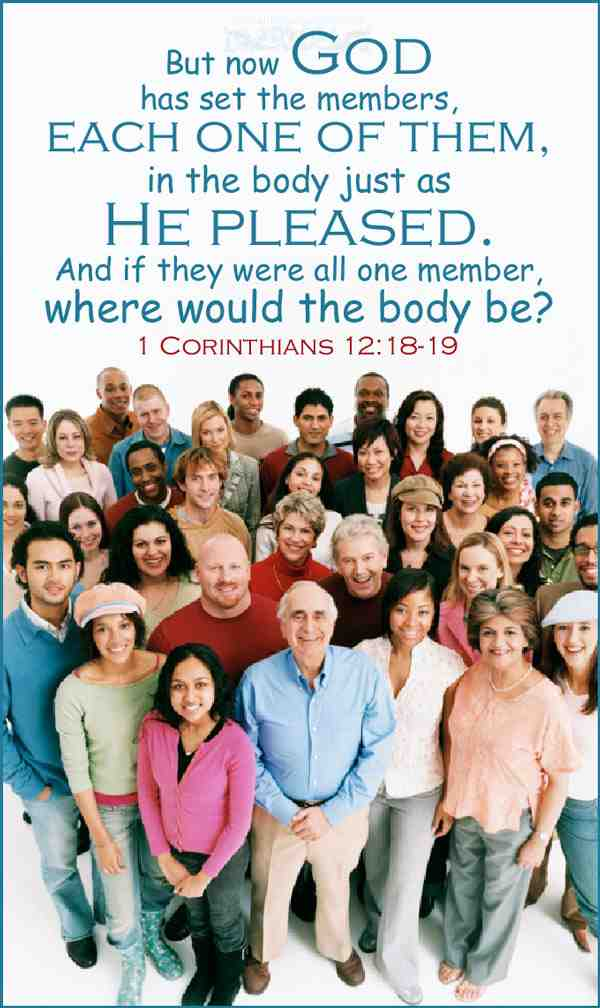 But now GOD
has set the members,
EACH ONE OF THEM,
in the body just as
HE PLEASED.
And if they were all one member,
where would the body be?
1 CORINTHIANS 12:18-19